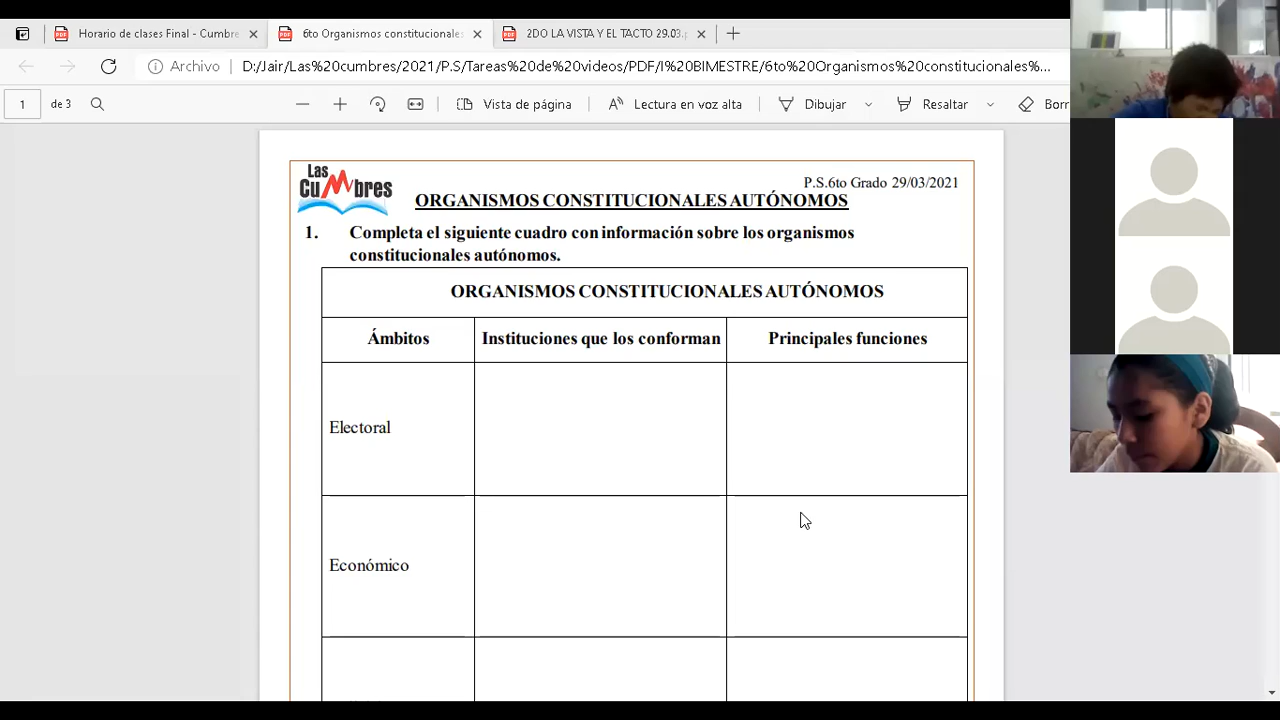 Horario de clases Final - Cumbre
6to Organismos constitucionales
2DO LA VISTA Y EL TACTO 29.03.p
Archivo
D:/Jair/Las%20cumbres/2021/P.S/Tareas%20de%20videos/PDF/I%20BIMESTRE/6to%20Organismos%20constitucionales%...
1 de 3
Vista de página
Lectura en voz alta
Dibujar
Resaltar
Borr
Las
Cumbres
P.S.6to Grado 29/03/2021
ORGANISMOS CONSTITUCIONALES AUTÓNOMOS
1. Completa el siguiente cuadro con información sobre los organismos
constitucionales autónomos.
ORGANISMOS CONSTITUCIONALES AUTÓNOMOS
Ámbitos
Instituciones que los conforman
Principales funciones
Electoral
Económico